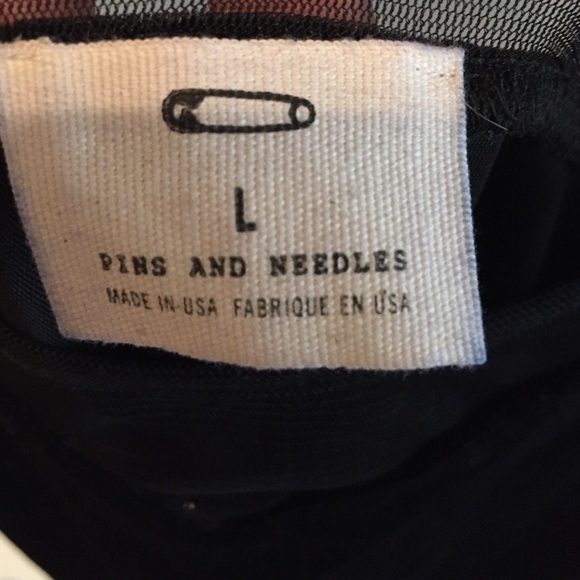 L
PINS AND NEEDLES
MADE IN USA FABRIQUE EN USA